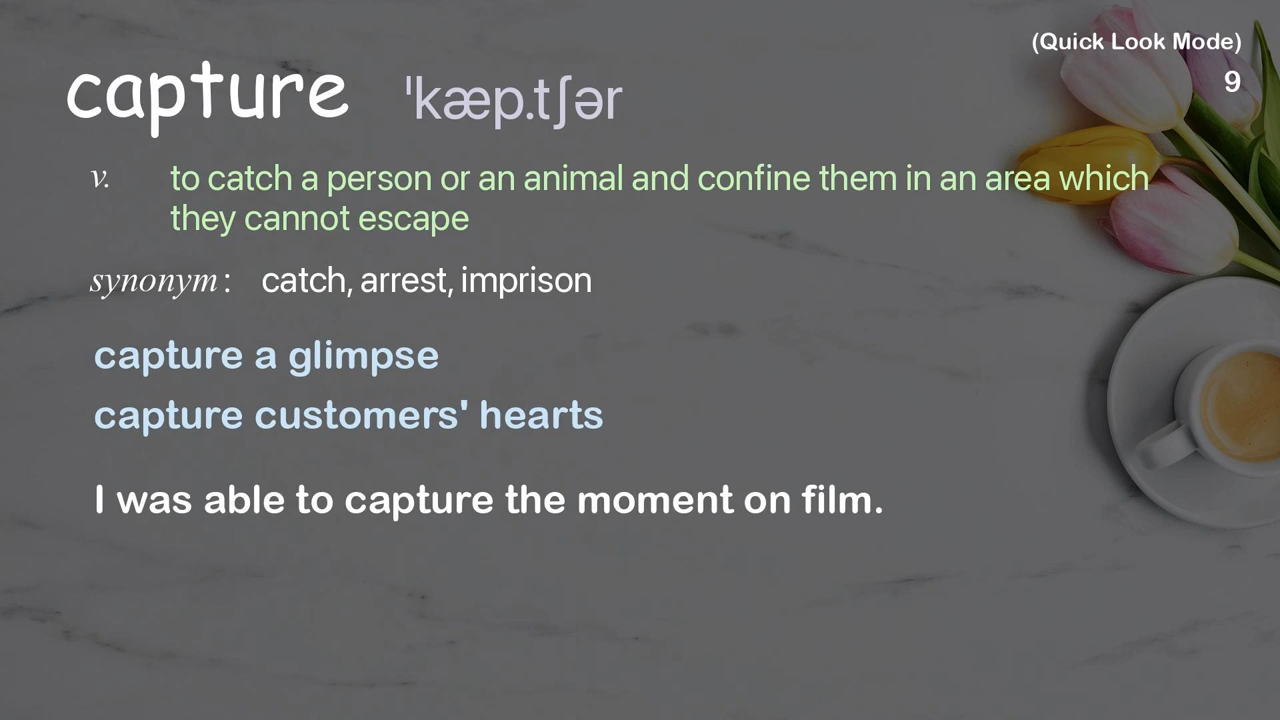 (Quick Look Mode)
9
capture ˈkæp.tʃər
v. to catch a person or an animal and confine them in an area which
they cannot escape
synonym: catch, arrest, imprison
capture a glimpse
capture customers' hearts
I was able to capture the moment on film.